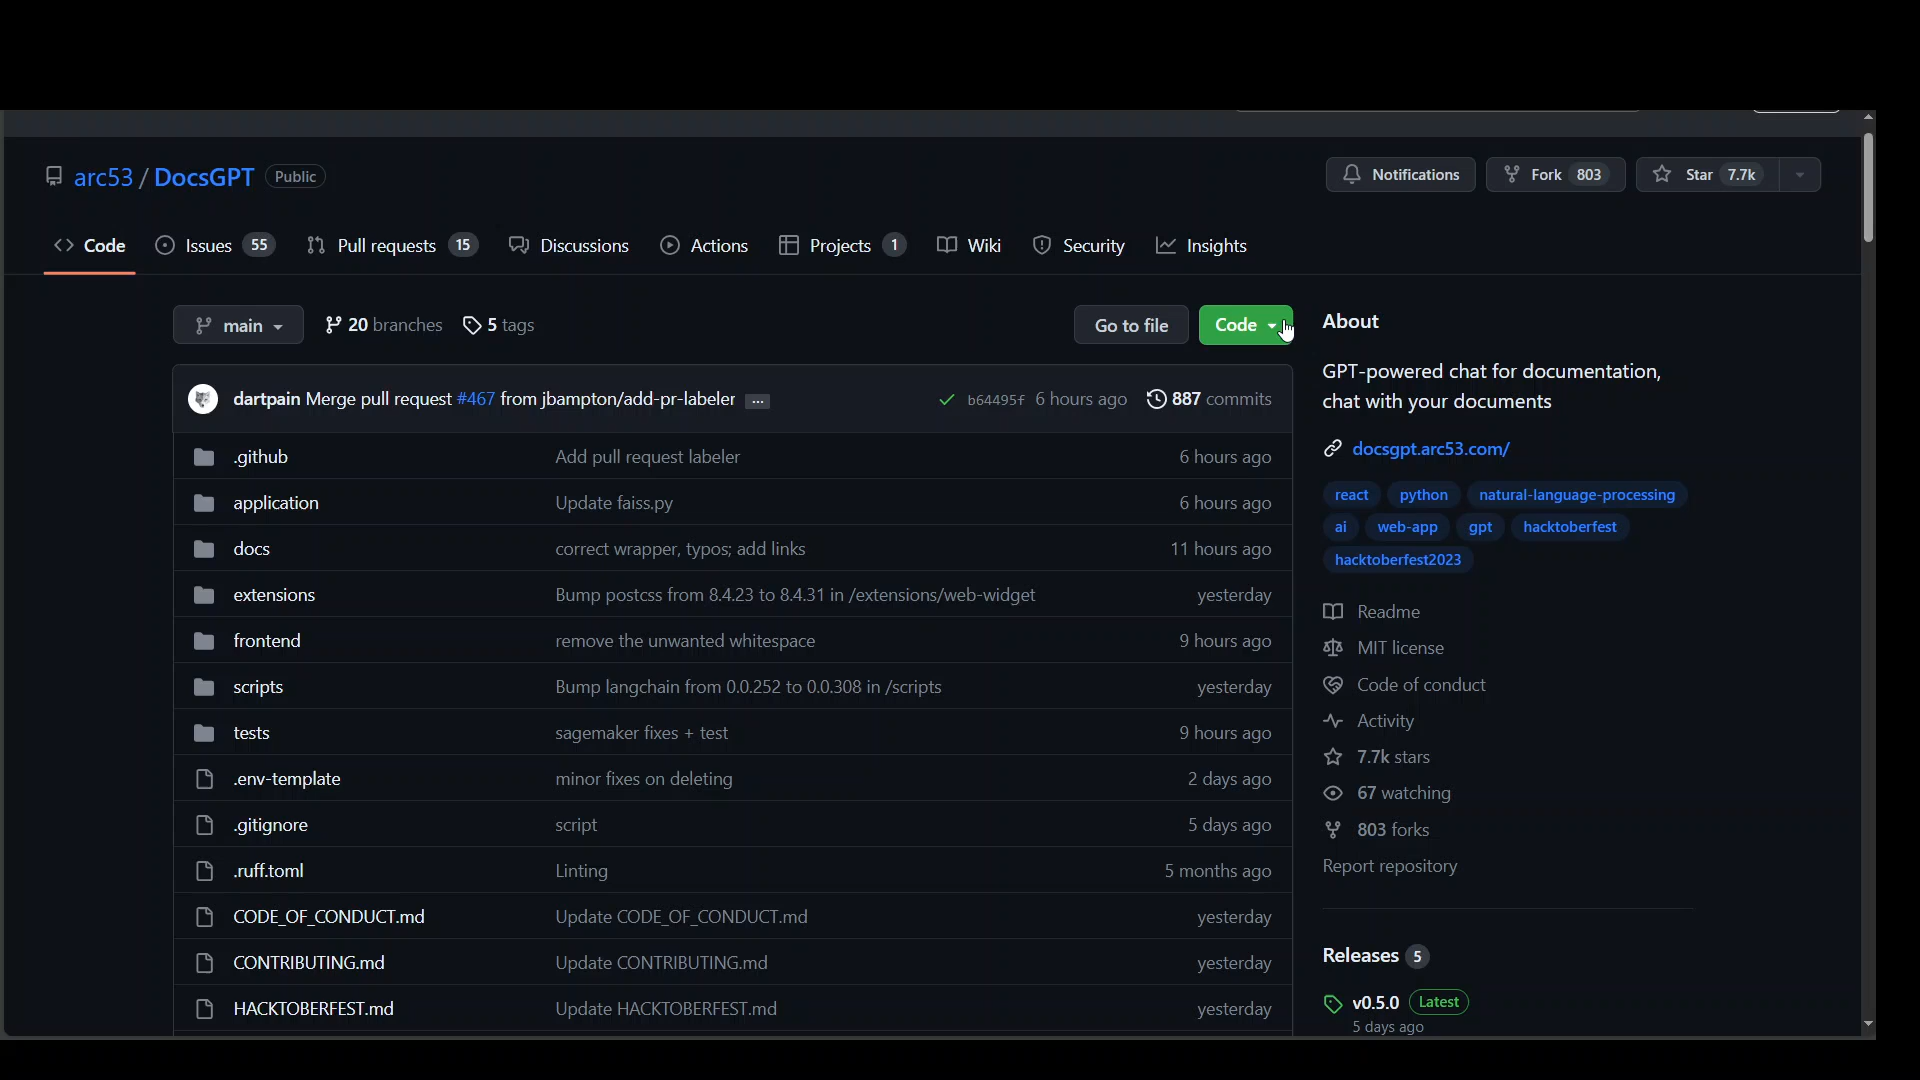 arc53 / DocsGPT Public
Notifications Fork 803 Star 7.7k
Code Issues 55 Pull requests 15 Discussions Actions Projects 1 Wiki Security Insights
main 20 branches 5 tags Go to file Code
dartpain Merge pull request #467 from jbampton/add-pr-labeler ... b64495f 6 hours ago 887 commits
.github Add pull request labeler 6 hours ago
application Update faiss.py 6 hours ago
docs correct wrapper, typos; add links 11 hours ago
extensions Bump postcss from 8.4.23 to 8.4.31 in /extensions/web-widget yesterday
frontend remove the unwanted whitespace 9 hours ago
scripts Bump langchain from 0.0.252 to 0.0.308 in /scripts yesterday
tests sagemaker fixes + test 9 hours ago
.env-template minor fixes on deleting 2 days ago
.gitignore script 5 days ago
.ruff.toml Linting 5 months ago
CODE_OF_CONDUCT.md Update CODE_OF_CONDUCT.md yesterday
CONTRIBUTING.md Update CONTRIBUTING.md yesterday
HACKTOBERFEST.md Update HACKTOBERFEST.md yesterday
About
GPT-powered chat for documentation,
chat with your documents
docsgpt.arc53.com/
react python natural-language-processing
ai web-app gpt hacktoberfest
hacktoberfest2023
Readme
MIT license
Code of conduct
Activity
7.7k stars
67 watching
803 forks
Report repository
Releases 5
v0.5.0 Latest
5 days ago